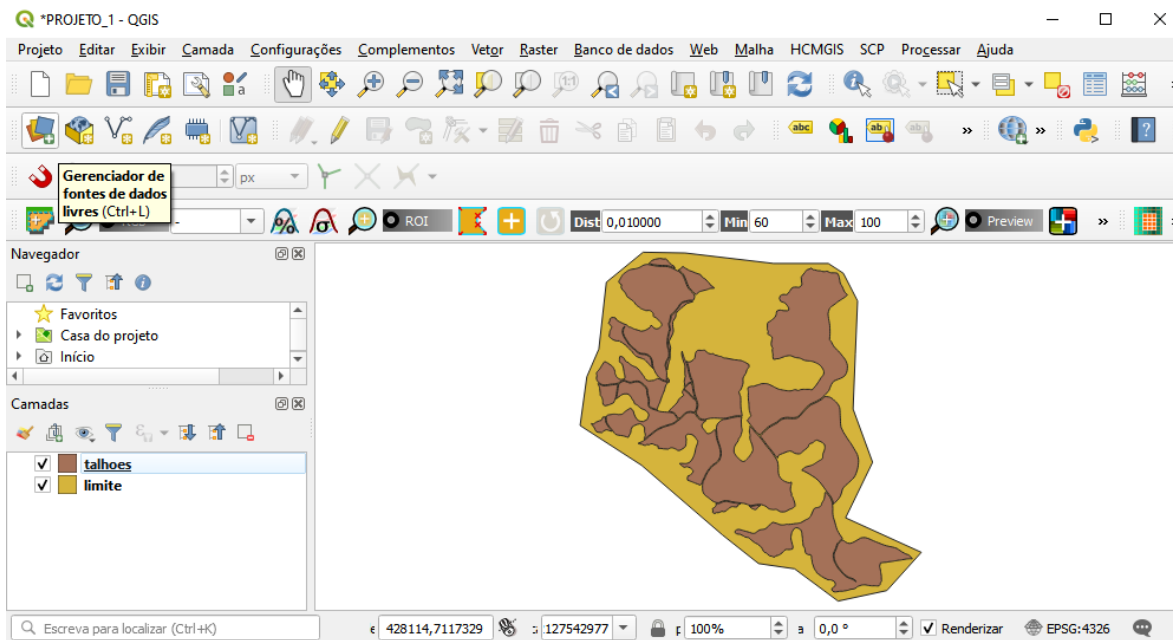 *PROJETO_1 - QGIS
Projeto Editar Exibir Camada Configurações Complementos Vetor Raster Banco de dados Web Malha HCMGIS SCP Processar Ajuda
Gerenciador de
fontes de dados
livres (Ctrl+L)
px
ROI Dist 0,010000 Min 60 Max 100 Preview
Navegador
Favoritos
Casa do projeto
Início
Camadas
talhoes
limite
Escreva para localizar (Ctrl+K) 428114,7117329 :127542977 100% 0,0 ° Renderizar EPSG:4326